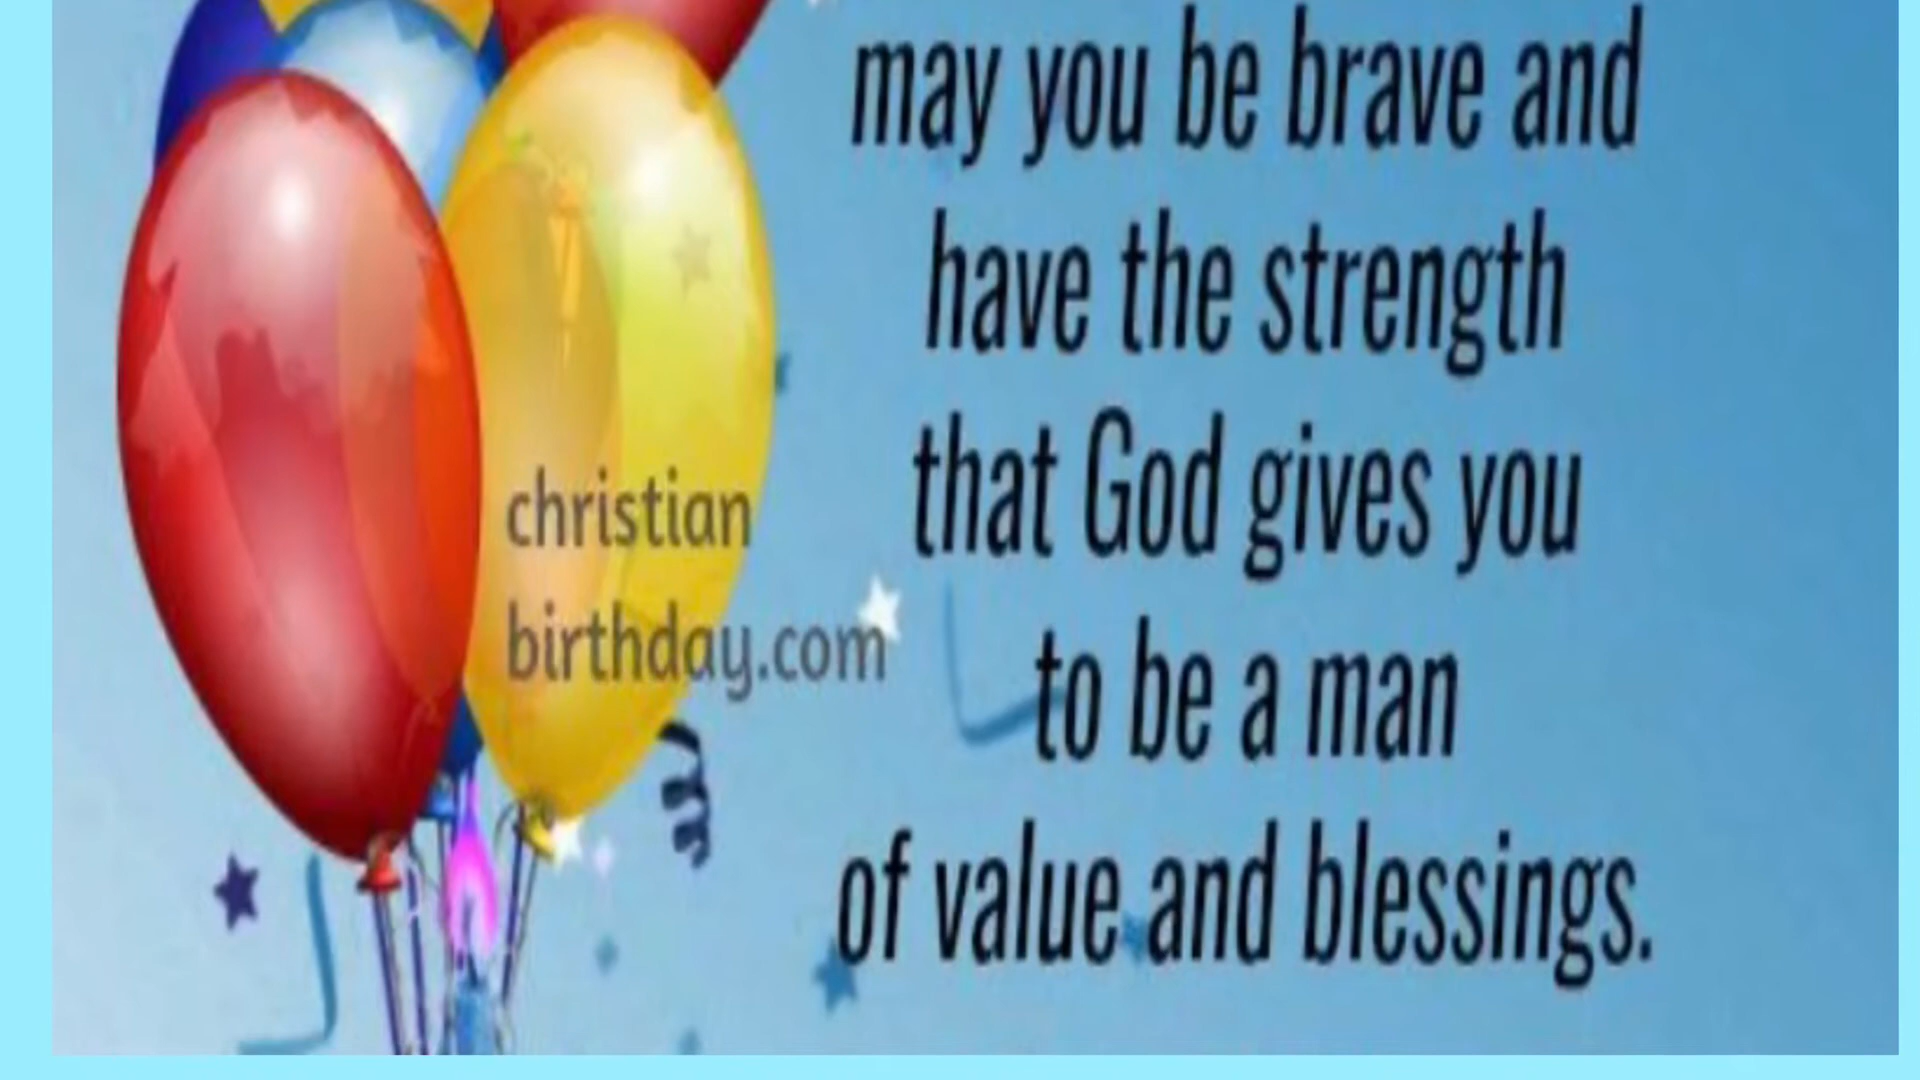 may you be brave and
have the strength
that God gives you
to be a man
of value and blessings.
christian
birthday.com